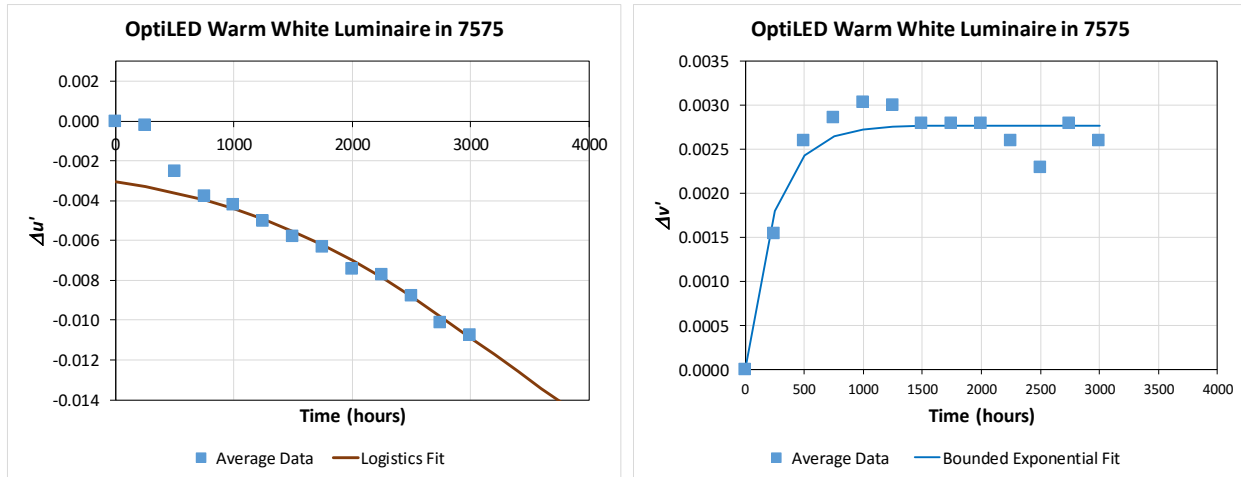 OptiLED Warm White Luminaire in 7575
0.002
0.000
-0.002
-0.004
-0.006
-0.008
-0.010
-0.012
-0.014
0 1000 2000 3000 4000
Δu'
Time (hours)
Average Data Logistics Fit
OptiLED Warm White Luminaire in 7575
0.0035
0.0030
0.0025
0.0020
0.0015
0.0010
0.0005
0.0000
0 500 1000 1500 2000 2500 3000 3500 4000
Δv'
Time (hours)
Average Data Bounded Exponential Fit